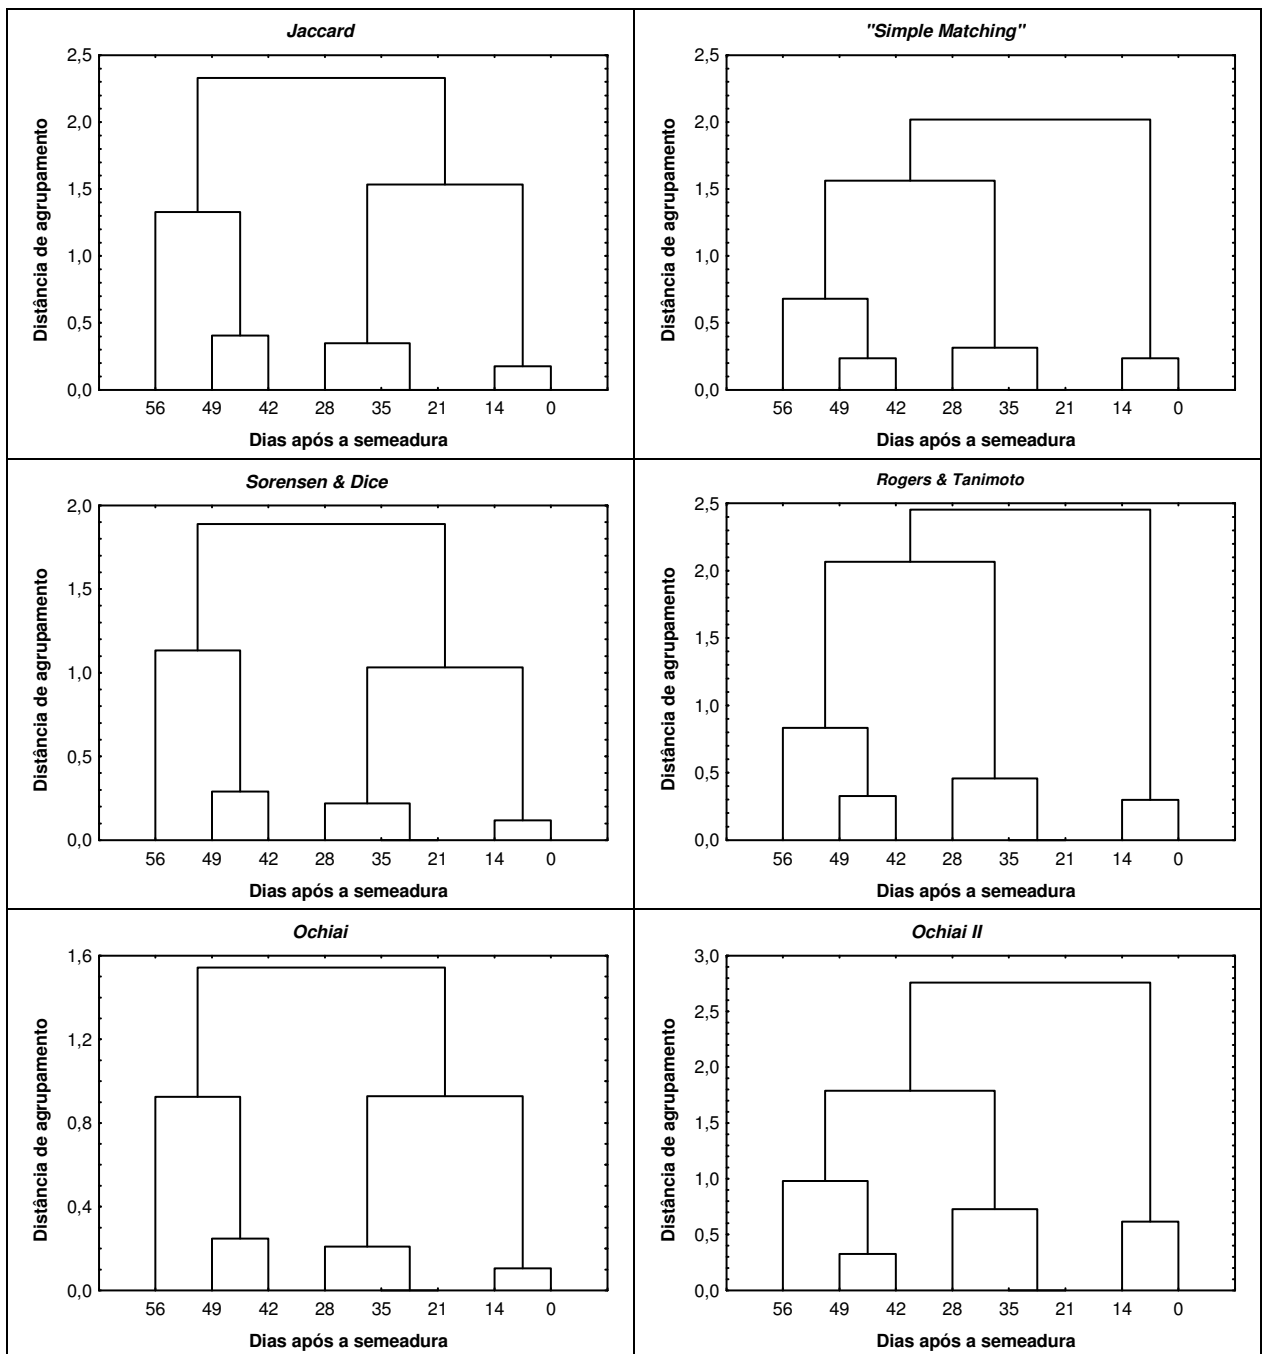 Jaccard
2,5
2,0
1,5
1,0
0,5
0,0
Distância de agrupamento
56 49 42 28 35 21 14 0
Dias após a semeadura
"Simple Matching"
2,5
2,0
1,5
1,0
0,5
0,0
Distância de agrupamento
56 49 42 28 35 21 14 0
Dias após a semeadura
Sorensen & Dice
2,0
1,5
1,0
0,5
0,0
Distância de agrupamento
56 49 42 28 35 21 14 0
Dias após a semeadura
Rogers & Tanimoto
2,5
2,0
1,5
1,0
0,5
0,0
Distância de agrupamento
56 49 42 28 35 21 14 0
Dias após a semeadura
Ochiai
1,6
1,2
0,8
0,4
0,0
Distância de agrupamento
56 49 42 28 35 21 14 0
Dias após a semeadura
Ochiai II
3,0
2,5
2,0
1,5
1,0
0,5
0,0
Distância de agrupamento
56 49 42 28 35 21 14 0
Dias após a semeadura